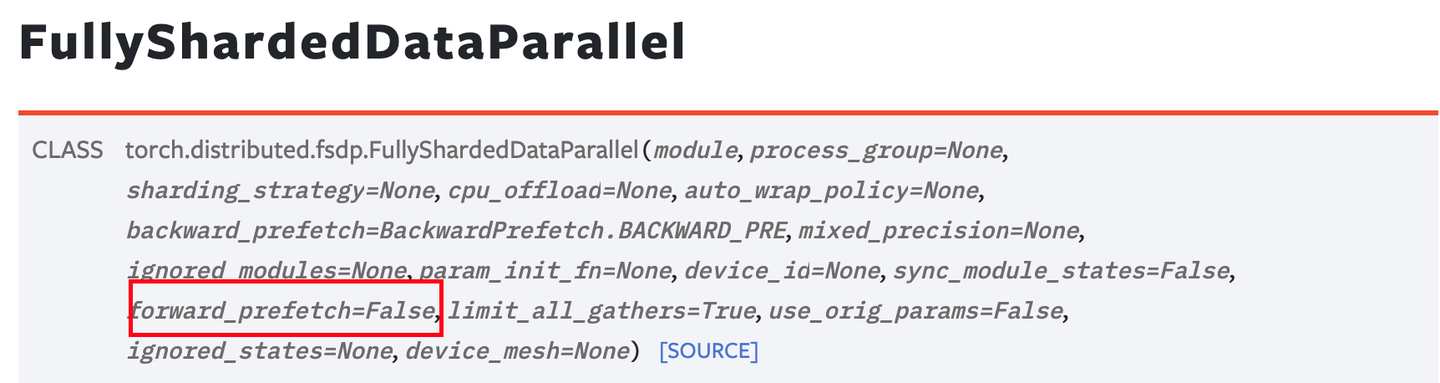 FullyShardedDataParallel
CLASS torch.distributed.fsdp.FullyShardedDataParallel(module, process_group=None,
sharding_strategy=None, cpu_offload=None, auto_wrap_policy=None,
backward_prefetch=BackwardPrefetch.BACKWARD_PRE, mixed_precision=None,
ignored_modules=None, param_init_fn=None, device_id=None, sync_module_states=False,
forward_prefetch=False, limit_all_gathers=True, use_orig_params=False,
ignored_states=None, device_mesh=None) [SOURCE]